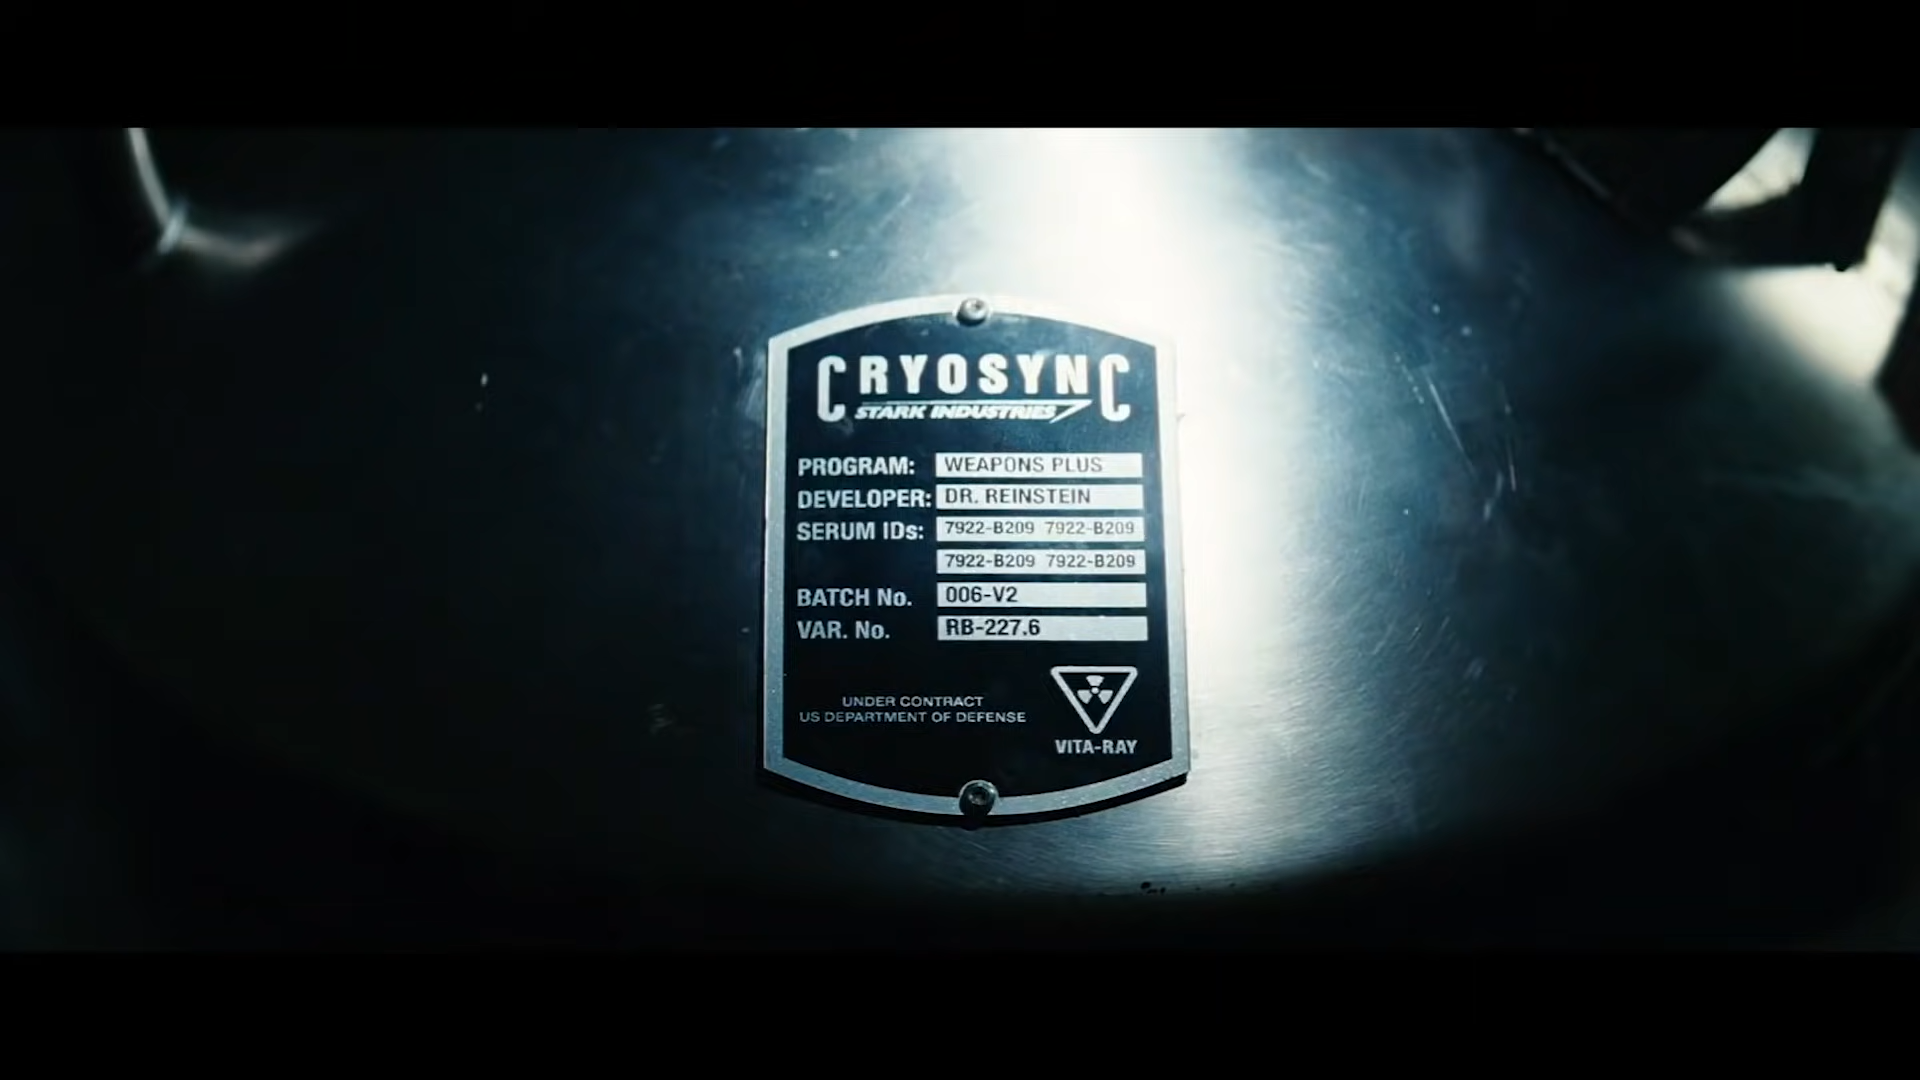 CRYOSYNC
STARK INDUSTRIES
PROGRAM: WEAPONS PLUS
DEVELOPER: DR. REINSTEIN
SERUM IDs: 7922-B209 7922-B209
7922-B209 7922-B209
BATCH No. 006-V2
VAR. No. RB-227.6
UNDER CONTRACT
US DEPARTMENT OF DEFENSE
VITA-RAY